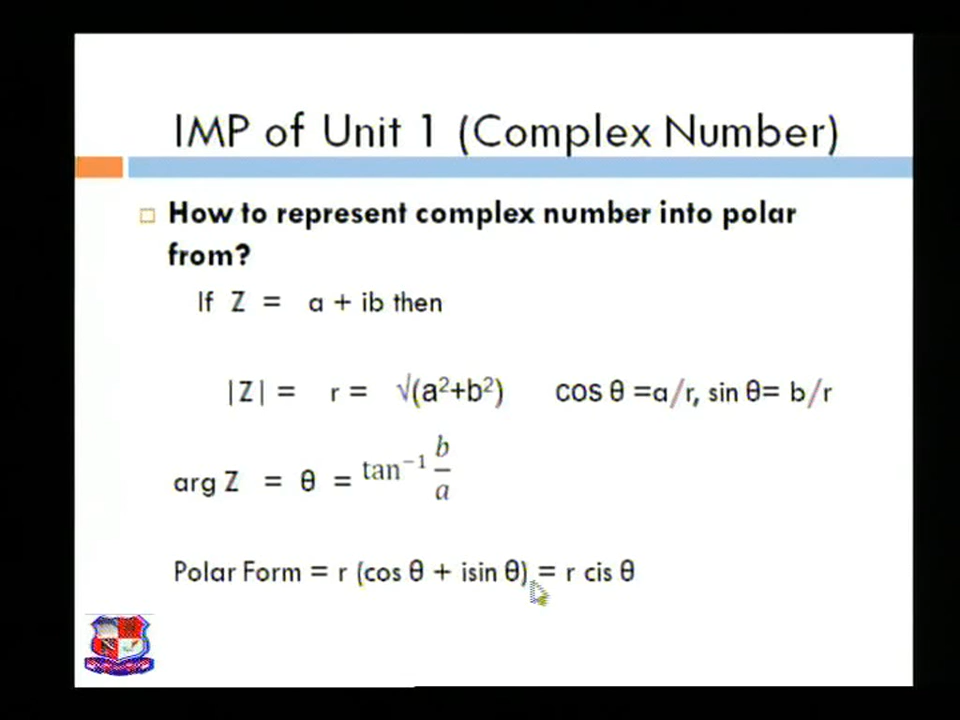 IMP of Unit 1 (Complex Number)
How to represent complex number into polar
from?
If Z = a + ib then
|Z| = r = √(a²+b²) cos θ =a/r, sin θ= b/r
arg Z = θ = tan⁻¹ b/a
Polar Form = r (cos θ + isin θ) = r cis θ